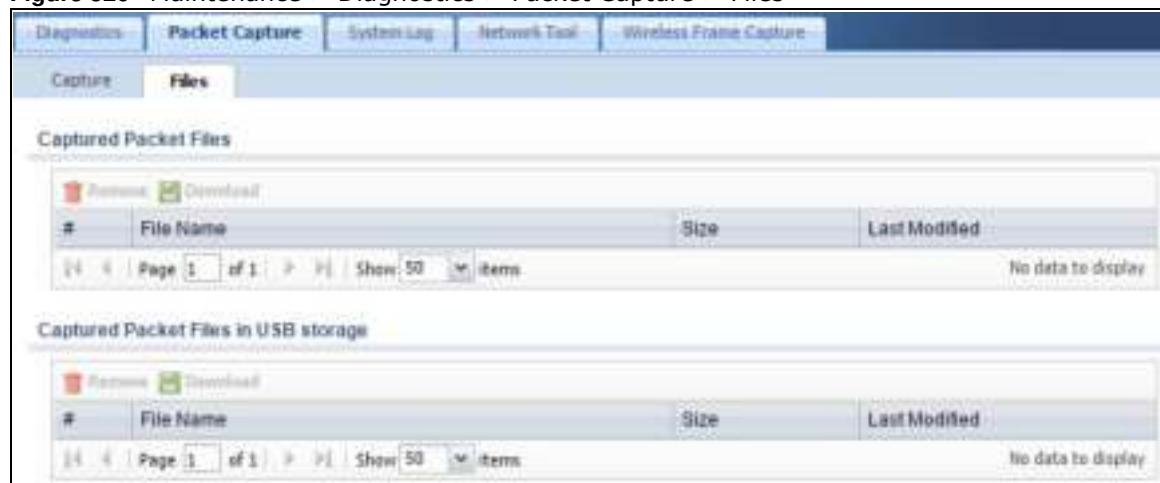 Maintenance Diagnostics Packet Capture Files
Diagnostics Packet Capture System Log Network Tool Wireless Frame Capture
Capture Files
Captured Packet Files
Remove Download
# File Name Size Last Modified
Page 1 of 1 Show 50 items No data to display
Captured Packet Files in USB storage
Remove Download
# File Name Size Last Modified
Page 1 of 1 Show 50 items No data to display